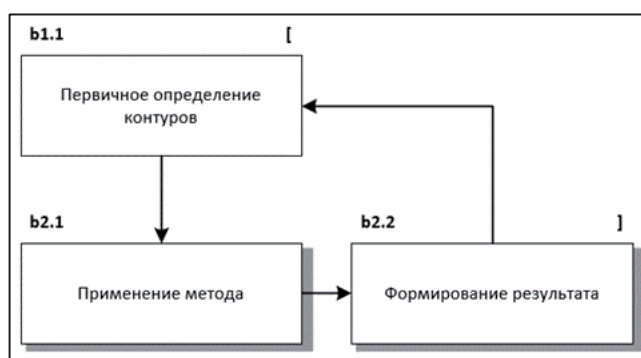 b1.1 [
Первичное определение
контуров
b2.1
b2.2 ]
Применение метода
Формирование результата